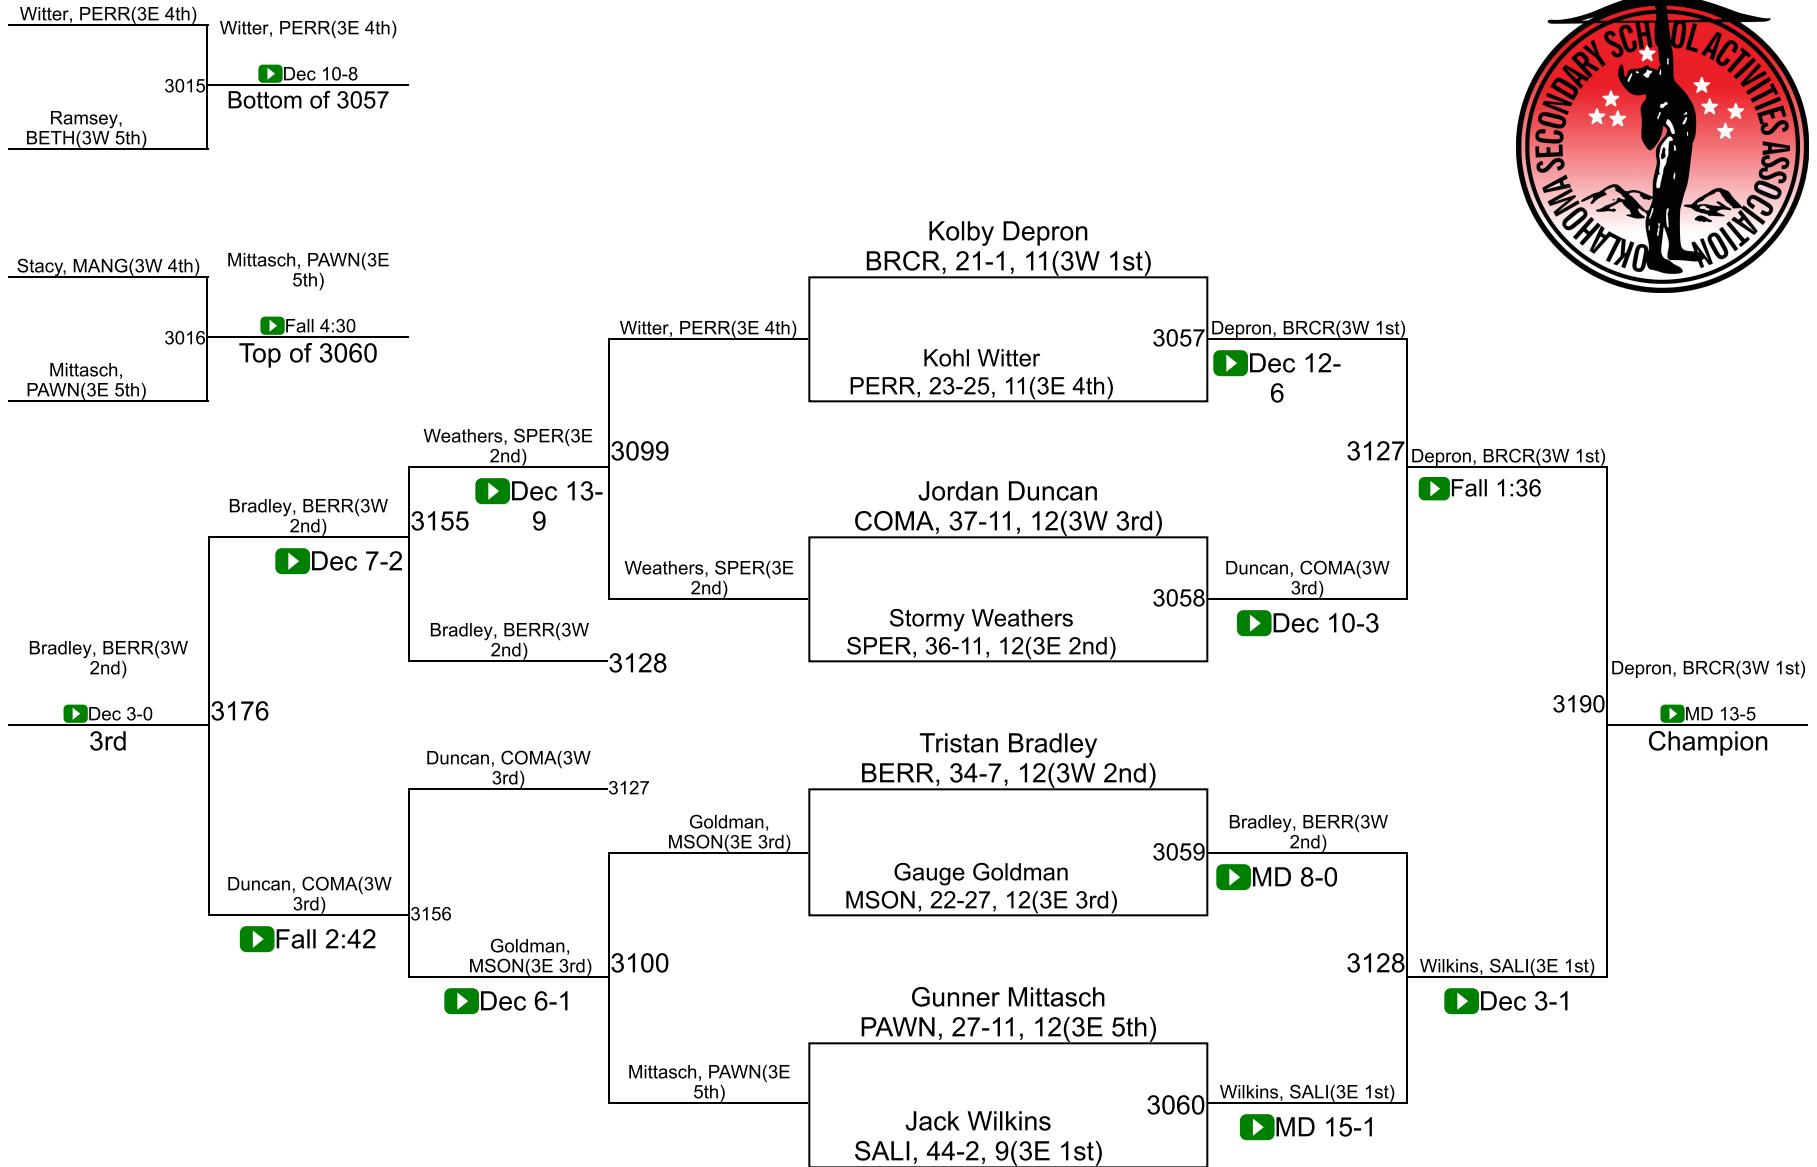 Witter, PERR(3E 4th)
Witter, PERR(3E 4th)
3015
Dec 10-8
Bottom of 3057
Ramsey,
BETH(3W 5th)
OKLAHOMA SECONDARY SCHOOL ACTIVITIES ASSOCIATION
Stacy, MANG(3W 4th)
Mittasch, PAWN(3E
5th)
3016
Fall 4:30
Top of 3060
Mittasch,
PAWN(3E 5th)
Kolby Depron
BRCR, 21-1, 11(3W 1st)
Witter, PERR(3E 4th)
3057
Kohl Witter
PERR, 23-25, 11(3E 4th)
Depron, BRCR(3W 1st)
Dec 12-
6
Weathers, SPER(3E
2nd)
3099
Dec 13-
9
3127
Depron, BRCR(3W 1st)
Fall 1:36
Bradley, BERR(3W
2nd)
3155
Dec 7-2
Jordan Duncan
COMA, 37-11, 12(3W 3rd)
Weathers, SPER(3E
2nd)
3058
Stormy Weathers
SPER, 36-11, 12(3E 2nd)
Duncan, COMA(3W
3rd)
Dec 10-3
Bradley, BERR(3W
2nd)
3128
Bradley, BERR(3W
2nd)
Dec 3-0
3rd
3176
3190
Depron, BRCR(3W 1st)
MD 13-5
Champion
Tristan Bradley
BERR, 34-7, 12(3W 2nd)
Duncan, COMA(3W
3rd)
3127
Goldman,
MSON(3E 3rd)
3059
Gauge Goldman
MSON, 22-27, 12(3E 3rd)
Bradley, BERR(3W
2nd)
MD 8-0
Duncan, COMA(3W
3rd)
3156
Fall 2:42
Goldman,
MSON(3E 3rd)
3100
Dec 6-1
3128
Wilkins, SALI(3E 1st)
Dec 3-1
Gunner Mittasch
PAWN, 27-11, 12(3E 5th)
Mittasch, PAWN(3E
5th)
3060
Jack Wilkins
SALI, 44-2, 9(3E 1st)
Wilkins, SALI(3E 1st)
MD 15-1